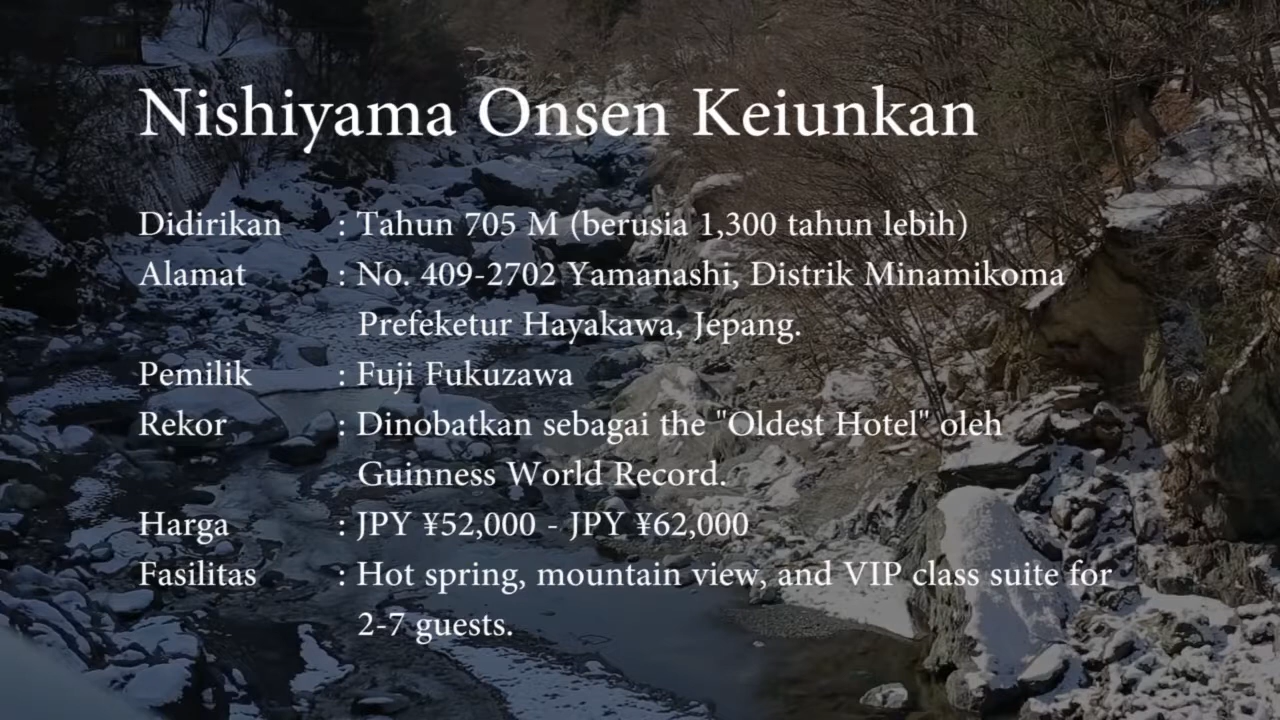 Nishiyama Onsen Keiunkan
Didirikan : Tahun 705 M (berusia 1,300 tahun lebih)
Alamat : No. 409-2702 Yamanashi, Distrik Minamikoma
Prefeketur Hayakawa, Jepang.
Pemilik : Fuji Fukuzawa
Rekor : Dinobatkan sebagai the "Oldest Hotel" oleh
Guinness World Record.
Harga : JPY ¥52,000 - JPY ¥62,000
Fasilitas : Hot spring, mountain view, and VIP class suite for
2-7 guests.